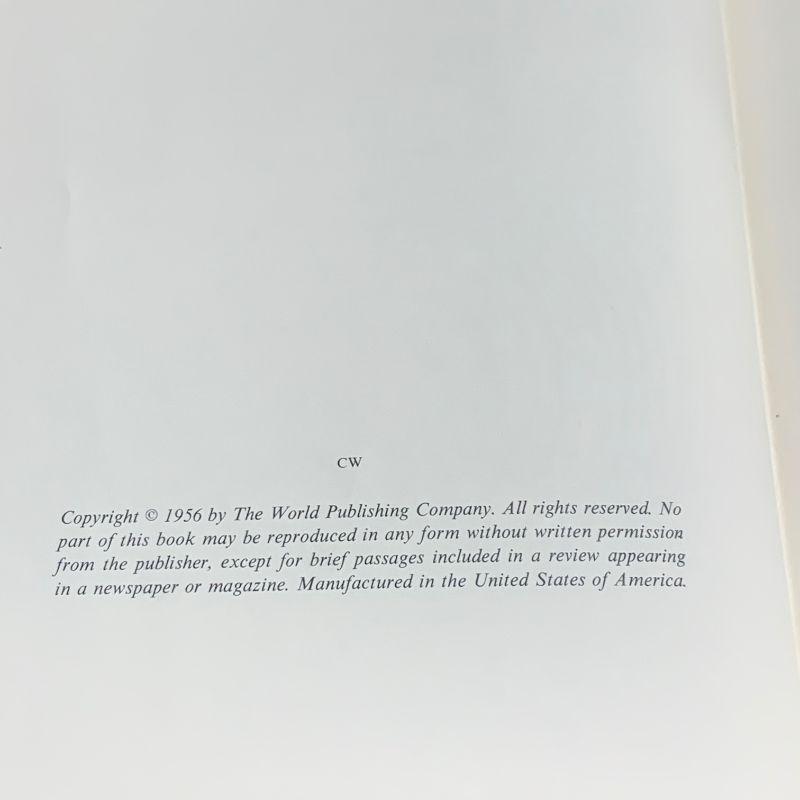 CW
Copyright © 1956 by The World Publishing Company. All rights reserved. No
part of this book may be reproduced in any form without written permission
from the publisher, except for brief passages included in a review appearing
in a newspaper or magazine. Manufactured in the United States of America.